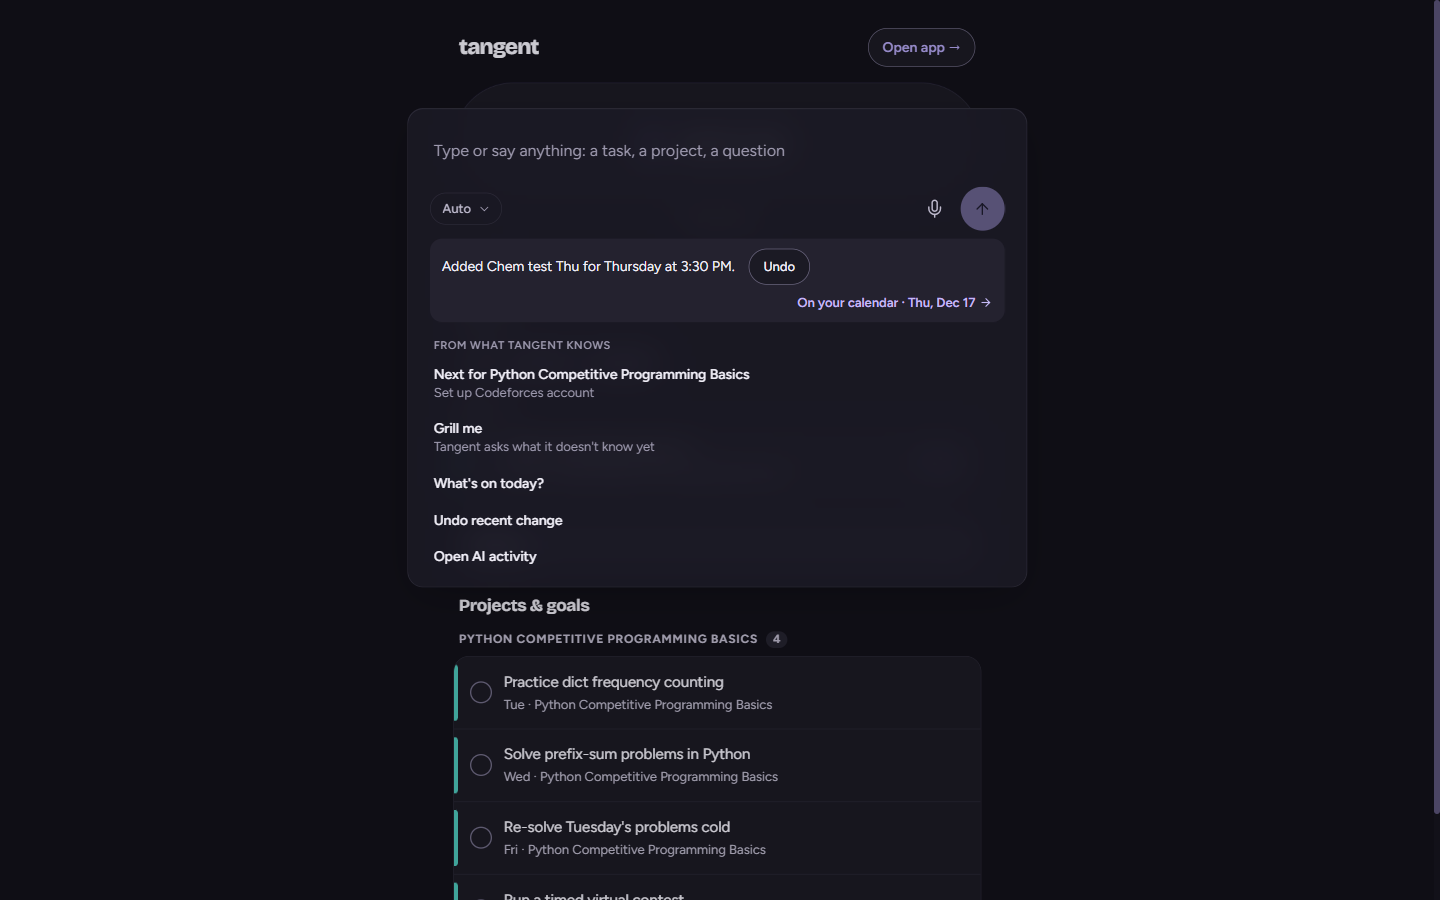 tangent
Open app →
Type or say anything: a task, a project, a question
Auto
Added Chem test Thu for Thursday at 3:30 PM.
Undo
On your calendar · Thu, Dec 17 →
FROM WHAT TANGENT KNOWS
Next for Python Competitive Programming Basics
Set up Codeforces account
Grill me
Tangent asks what it doesn't know yet
What's on today?
Undo recent change
Open AI activity
Projects & goals
PYTHON COMPETITIVE PROGRAMMING BASICS 4
Practice dict frequency counting
Tue · Python Competitive Programming Basics
Solve prefix-sum problems in Python
Wed · Python Competitive Programming Basics
Re-solve Tuesday's problems cold
Fri · Python Competitive Programming Basics
Run a timed virtual contest